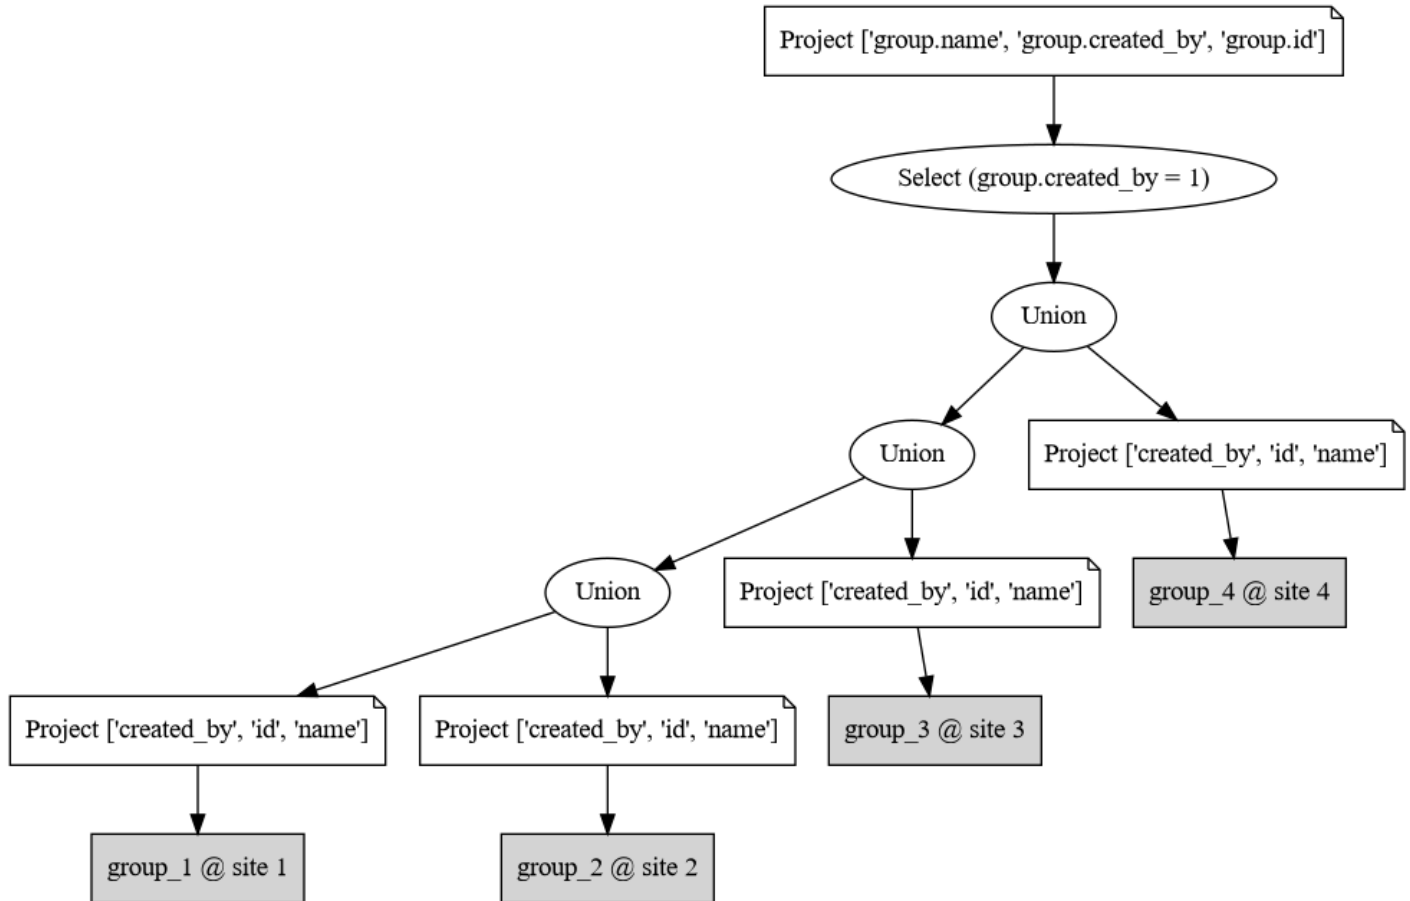 Project ['group.name', 'group.created_by', 'group.id']
Select (group.created_by = 1)
Union
Union
Project ['created_by', 'id', 'name']
Union
Project ['created_by', 'id', 'name']
group_4 @ site 4
Project ['created_by', 'id', 'name']
Project ['created_by', 'id', 'name']
group_3 @ site 3
group_1 @ site 1
group_2 @ site 2